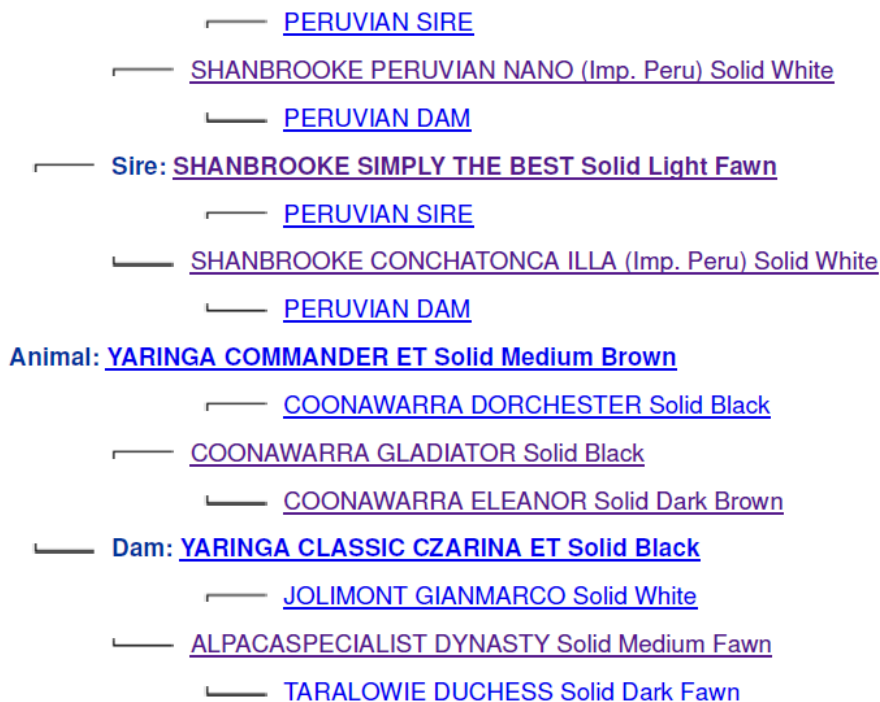 PERUVIAN SIRE
SHANBROOKE PERUVIAN NANO (Imp. Peru) Solid White
PERUVIAN DAM
Sire: SHANBROOKE SIMPLY THE BEST Solid Light Fawn
PERUVIAN SIRE
SHANBROOKE CONCHATONCA ILLA (Imp. Peru) Solid White
PERUVIAN DAM
Animal: YARINGA COMMANDER ET Solid Medium Brown
COONAWARRA DORCHESTER Solid Black
COONAWARRA GLADIATOR Solid Black
COONAWARRA ELEANOR Solid Dark Brown
Dam: YARINGA CLASSIC CZARINA ET Solid Black
JOLIMONT GIANMARCO Solid White
ALPACASPECIALIST DYNASTY Solid Medium Fawn
TARALOWIE DUCHESS Solid Dark Fawn